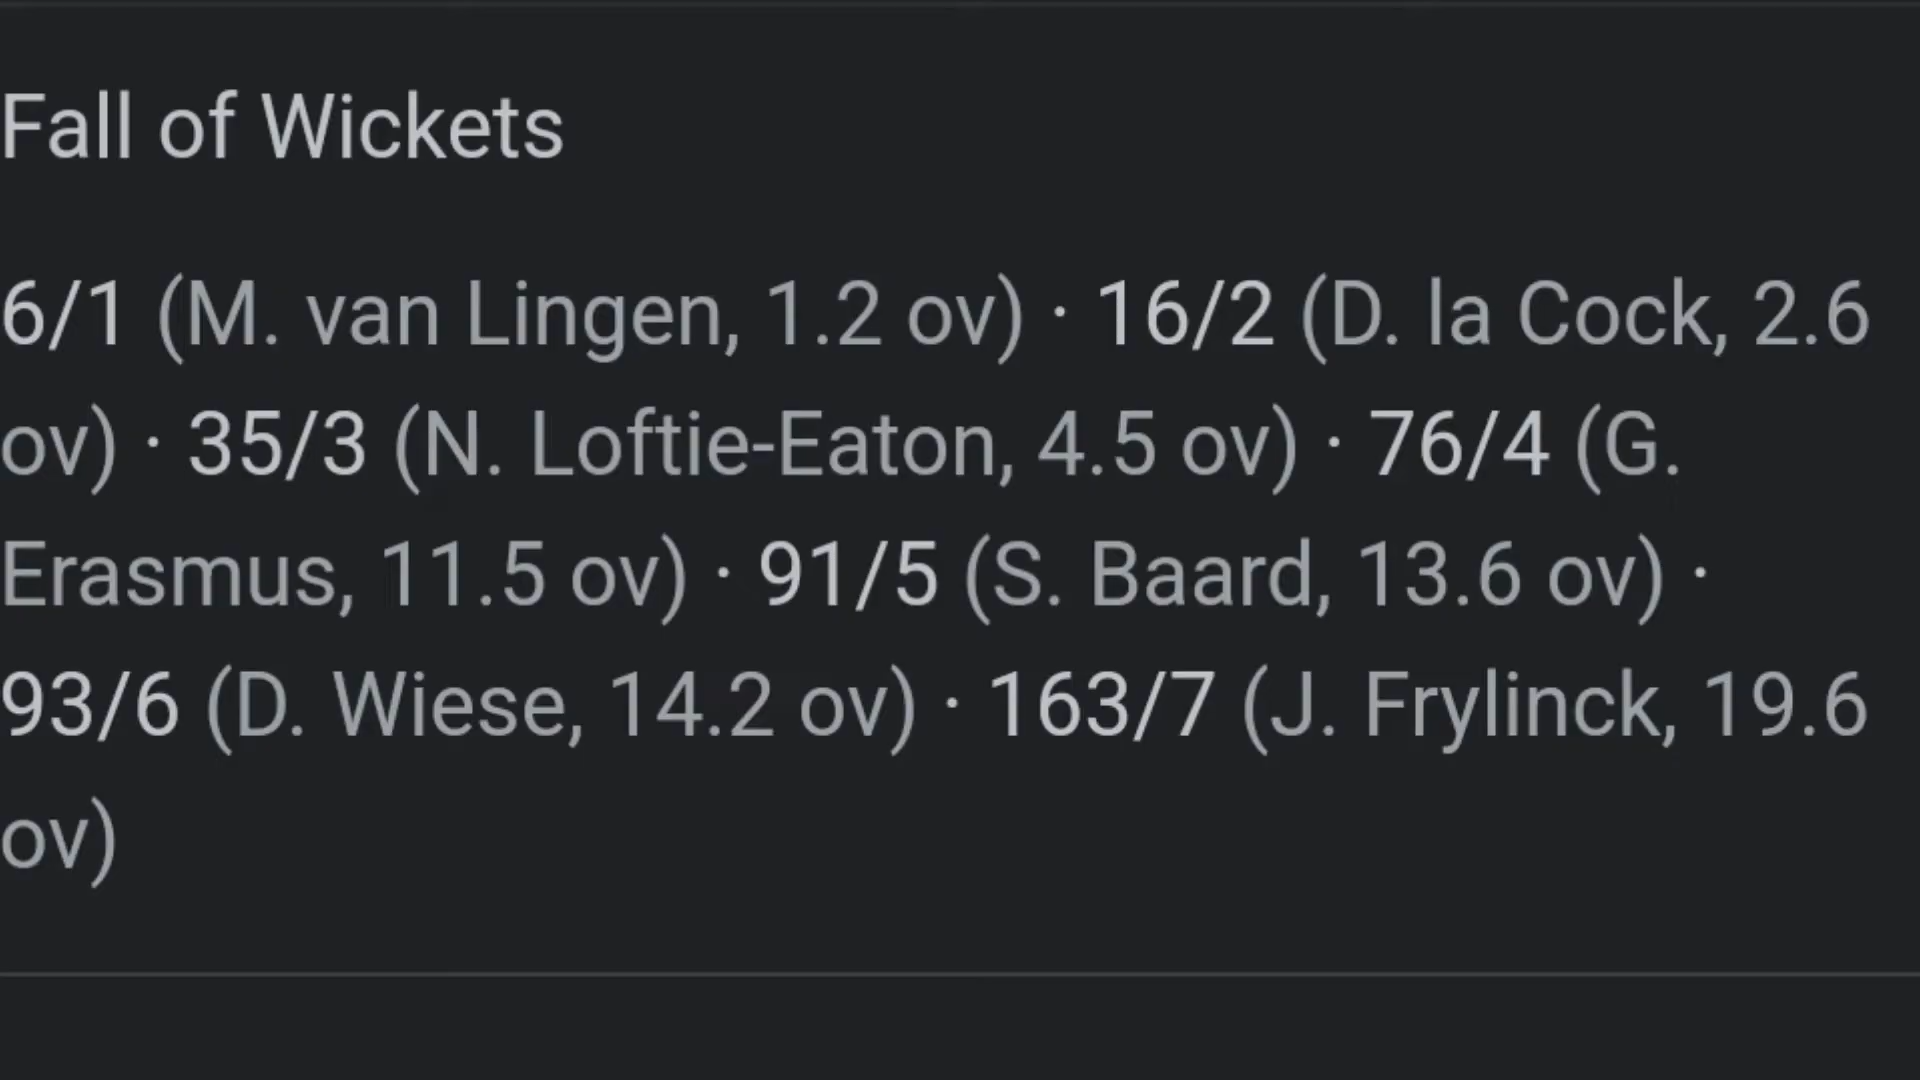 Fall of Wickets
6/1 (M. van Lingen, 1.2 ov) · 16/2 (D. la Cock, 2.6
ov) · 35/3 (N. Loftie-Eaton, 4.5 ov) · 76/4 (G.
Erasmus, 11.5 ov) · 91/5 (S. Baard, 13.6 ov) ·
93/6 (D. Wiese, 14.2 ov) · 163/7 (J. Frylinck, 19.6
ov)